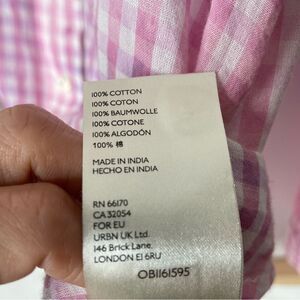 100% COTTON
100% COTON
100% BAUMWOLLE
100% COTONE
100% ALGODÓN
100% 棉
MADE IN INDIA
HECHO EN INDIA
RN 66170
CA 32054
FOR EU
URBN UK Ltd.
146 Brick Lane.
LONDON E1 6RU
OB1161595